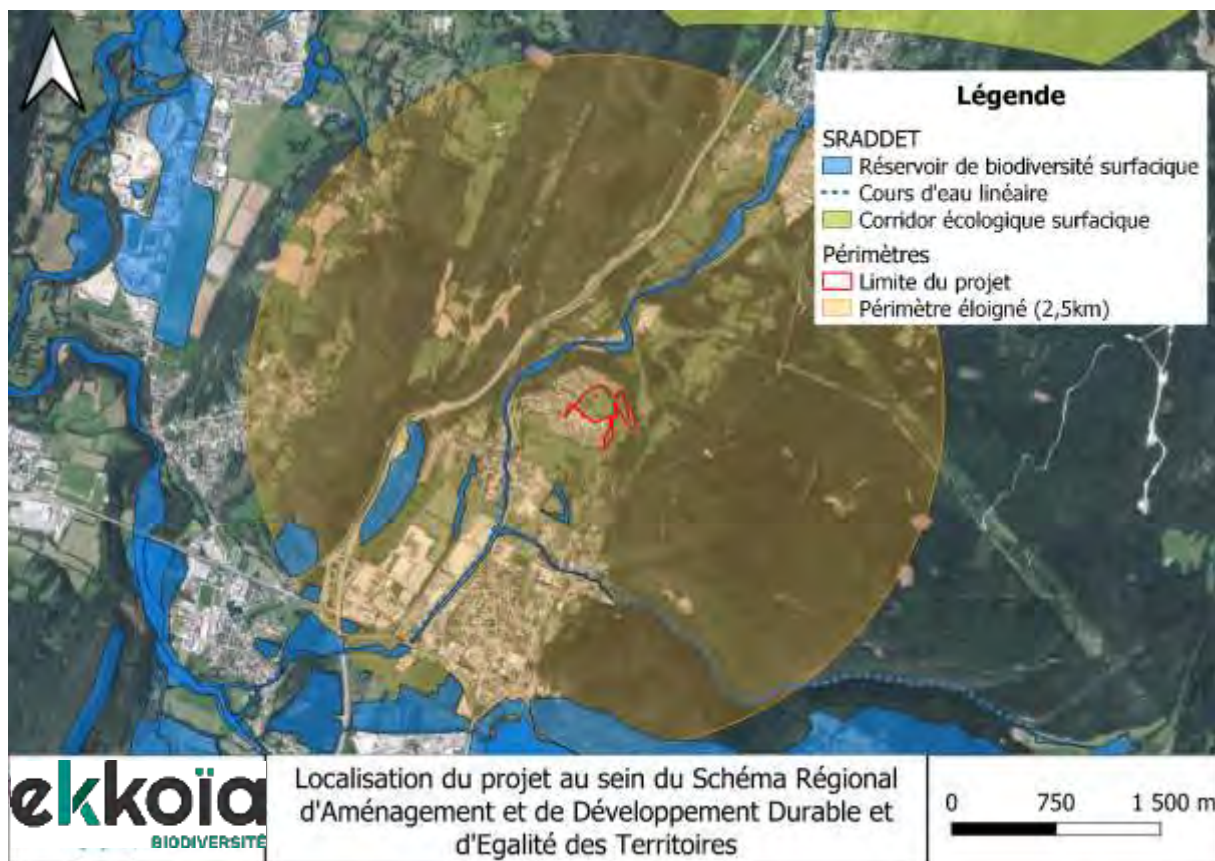 Légende
SRADDET
Réservoir de biodiversité surfacique
Cours d'eau linéaire
Corridor écologique surfacique
Périmètres
Limite du projet
Périmètre éloigné (2,5km)
ekkoïa
BIODIVERSITÉ
Localisation du projet au sein du Schéma Régional
d'Aménagement et de Développement Durable et
d'Egalité des Territoires
0 750 1 500 m